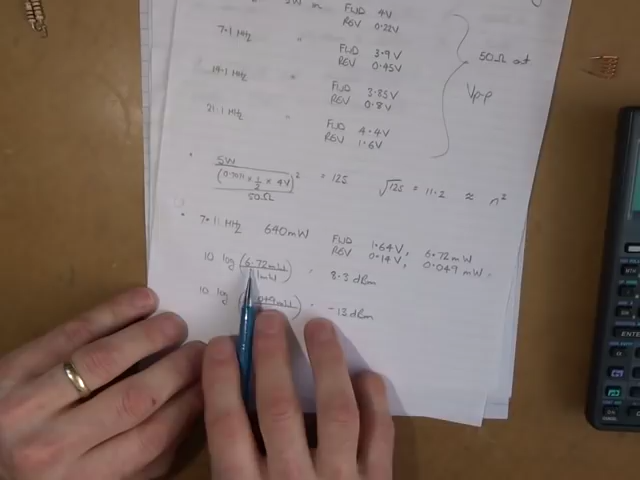 5W in FWD 4V
REV 0.22V
7.1 MHz " FWD 3.9V
REV 0.45V
14.1 MHz " FWD 3.85V
REV 0.8V
21.1 MHz " FWD 4.4V
REV 1.6V
50Ω at
Vp-p
5W
(0.7071 × 1/2 × 4V)²
50Ω
= 125 √125 = 11.2 ≈ n²
7.11 MHz 640mW FWD 1.64V, 6.72mW
REV 0.14V, 0.049mW.
10 log (6.72mW / 1mW) = 8.3 dBm
10 log ( .049mW ) = -13 dBm
ENTE